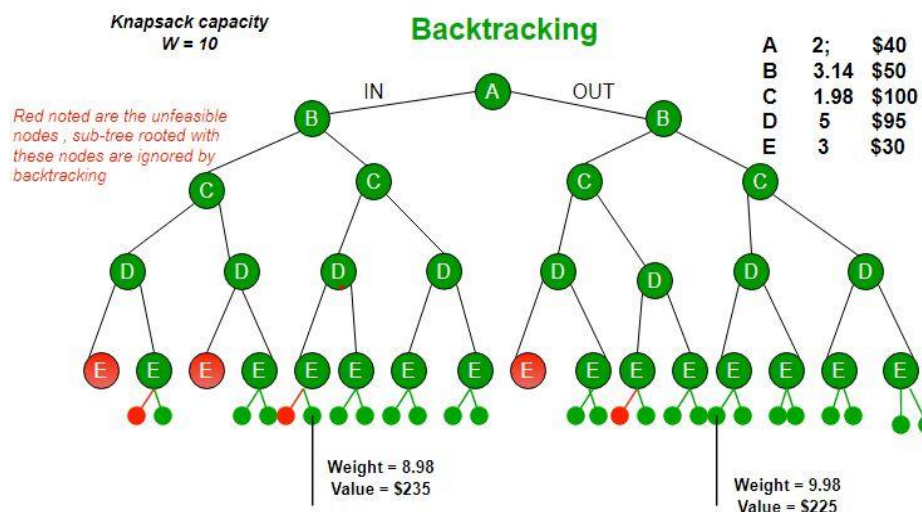 Knapsack capacity
W = 10
Backtracking
A 2; $40
B 3.14 $50
C 1.98 $100
D 5 $95
E 3 $30
Red noted are the unfeasible
nodes , sub-tree rooted with
these nodes are ignored by
backtracking
IN
OUT
A
B B
C C C C
D D D D D D D D
E E E E E E E E E E E E E E E E
Weight = 8.98
Value = $235
Weight = 9.98
Value = $225